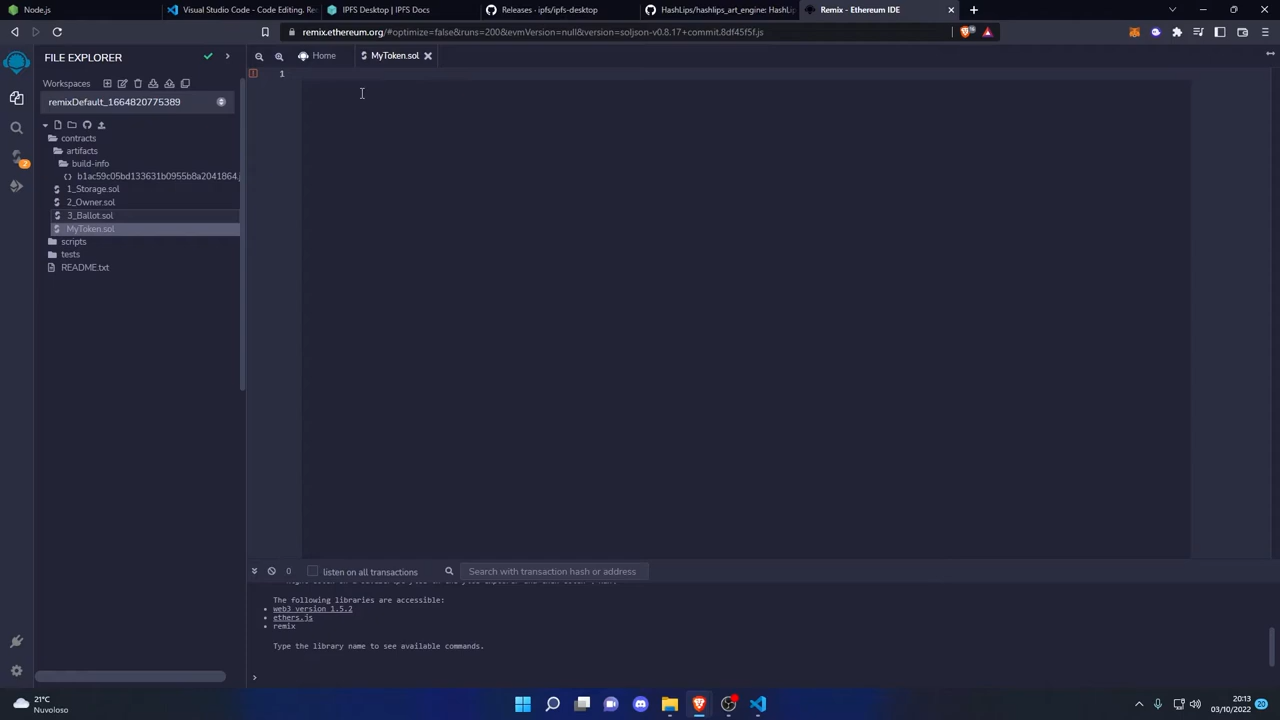 Node.js
Visual Studio Code - Code Editing.
IPFS Desktop | IPFS Docs
Releases · ipfs/ipfs-desktop
HashLips/hashlips_art_engine: HashLip
Remix - Ethereum IDE
remix.ethereum.org/#optimize=false&runs=200&evmVersion=null&version=soljson-v0.8.17+commit.8df45f5f.js
FILE EXPLORER
Home
MyToken.sol
1
Workspaces
remixDefault_1664820775389
contracts
artifacts
build-info
b1ac59c05bd133631b0955b8a2041864.j
1_Storage.sol
2_Owner.sol
3_Ballot.sol
MyToken.sol
scripts
tests
README.txt
2
0
listen on all transactions
Search with transaction hash or address
The following libraries are accessible:
web3 version 1.5.2
ethers.js
remix
Type the library name to see available commands.
>
21°C
Nuvoloso
20:13
03/10/2022
20